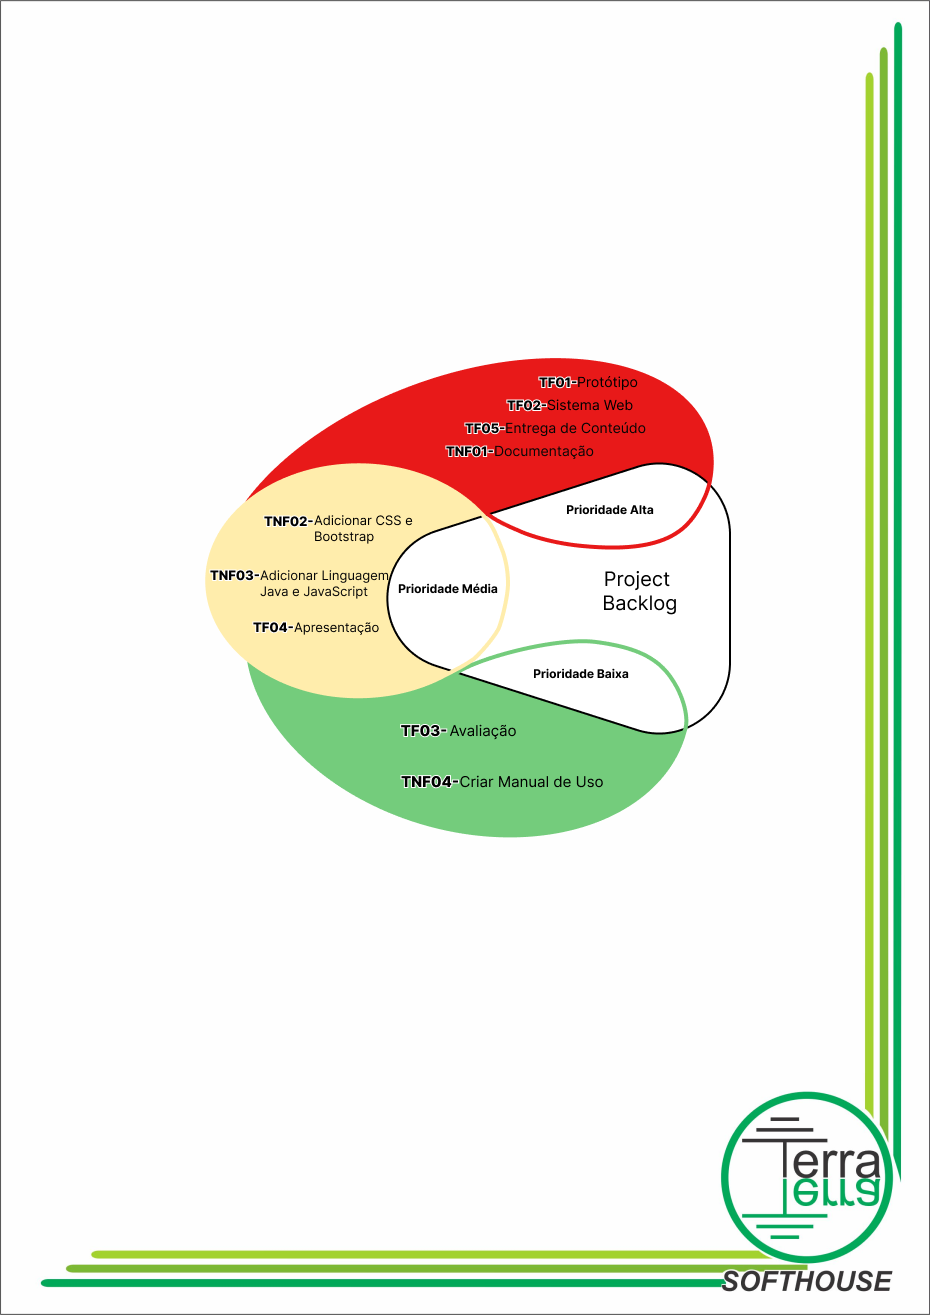 TF01-Protótipo
TF02-Sistema Web
TF05-Entrega de Conteúdo
TNF01-Documentação
Prioridade Alta
TNF02-Adicionar CSS e
Bootstrap
TNF03-Adicionar Linguagem
Java e JavaScript
TF04-Apresentação
Prioridade Média
Project
Backlog
Prioridade Baixa
TF03- Avaliação
TNF04-Criar Manual de Uso
Terra
Terra
SOFTHOUSE